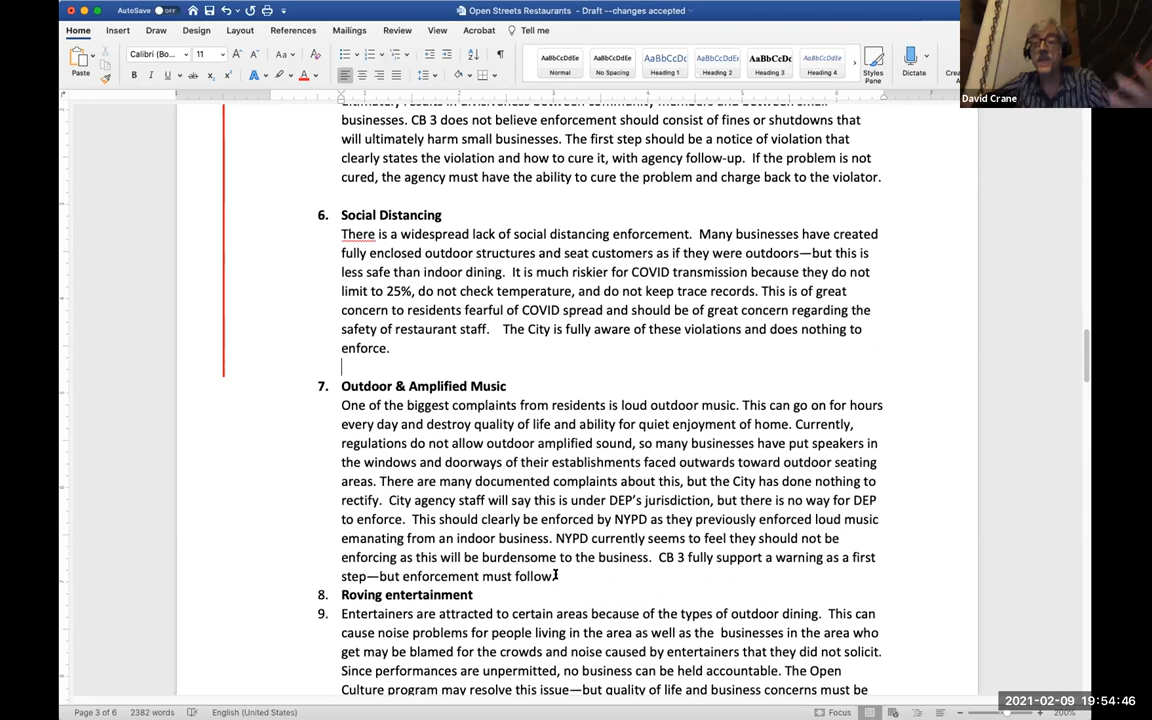 AutoSave OFF
Open Streets Restaurants - Draft --changes accepted
Home Insert Draw Design Layout References Mailings Review View Acrobat Tell me
Calibri (Bo... 11
Paste
AaBbCcDdEe AaBbCcDdEe AaBbCcDc AaBbCcDdEe AaBbCcDc AaBbCcDdEe
Normal No Spacing Heading 1 Heading 2 Heading 3 Heading 4 Styles Pane Dictate
David Crane
businesses. CB 3 does not believe enforcement should consist of fines or shutdowns that
will ultimately harm small businesses. The first step should be a notice of violation that
clearly states the violation and how to cure it, with agency follow-up. If the problem is not
cured, the agency must have the ability to cure the problem and charge back to the violator.
6. Social Distancing
There is a widespread lack of social distancing enforcement. Many businesses have created
fully enclosed outdoor structures and seat customers as if they were outdoors—but this is
less safe than indoor dining. It is much riskier for COVID transmission because they do not
limit to 25%, do not check temperature, and do not keep trace records. This is of great
concern to residents fearful of COVID spread and should be of great concern regarding the
safety of restaurant staff. The City is fully aware of these violations and does nothing to
enforce.
7. Outdoor & Amplified Music
One of the biggest complaints from residents is loud outdoor music. This can go on for hours
every day and destroy quality of life and ability for quiet enjoyment of home. Currently,
regulations do not allow outdoor amplified sound, so many businesses have put speakers in
the windows and doorways of their establishments faced outwards toward outdoor seating
areas. There are many documented complaints about this, but the City has done nothing to
rectify. City agency staff will say this is under DEP's jurisdiction, but there is no way for DEP
to enforce. This should clearly be enforced by NYPD as they previously enforced loud music
emanating from an indoor business. NYPD currently seems to feel they should not be
enforcing as this will be burdensome to the business. CB 3 fully support a warning as a first
step—but enforcement must follow.
8. Roving entertainment
9. Entertainers are attracted to certain areas because of the types of outdoor dining. This can
cause noise problems for people living in the area as well as the businesses in the area who
get may be blamed for the crowds and noise caused by entertainers that they did not solicit.
Since performances are unpermitted, no business can be held accountable. The Open
Culture program may resolve this issue—but quality of life and business concerns must be
Page 3 of 6 2382 words English (United States) Focus 200%
2021-02-09 19:54:46